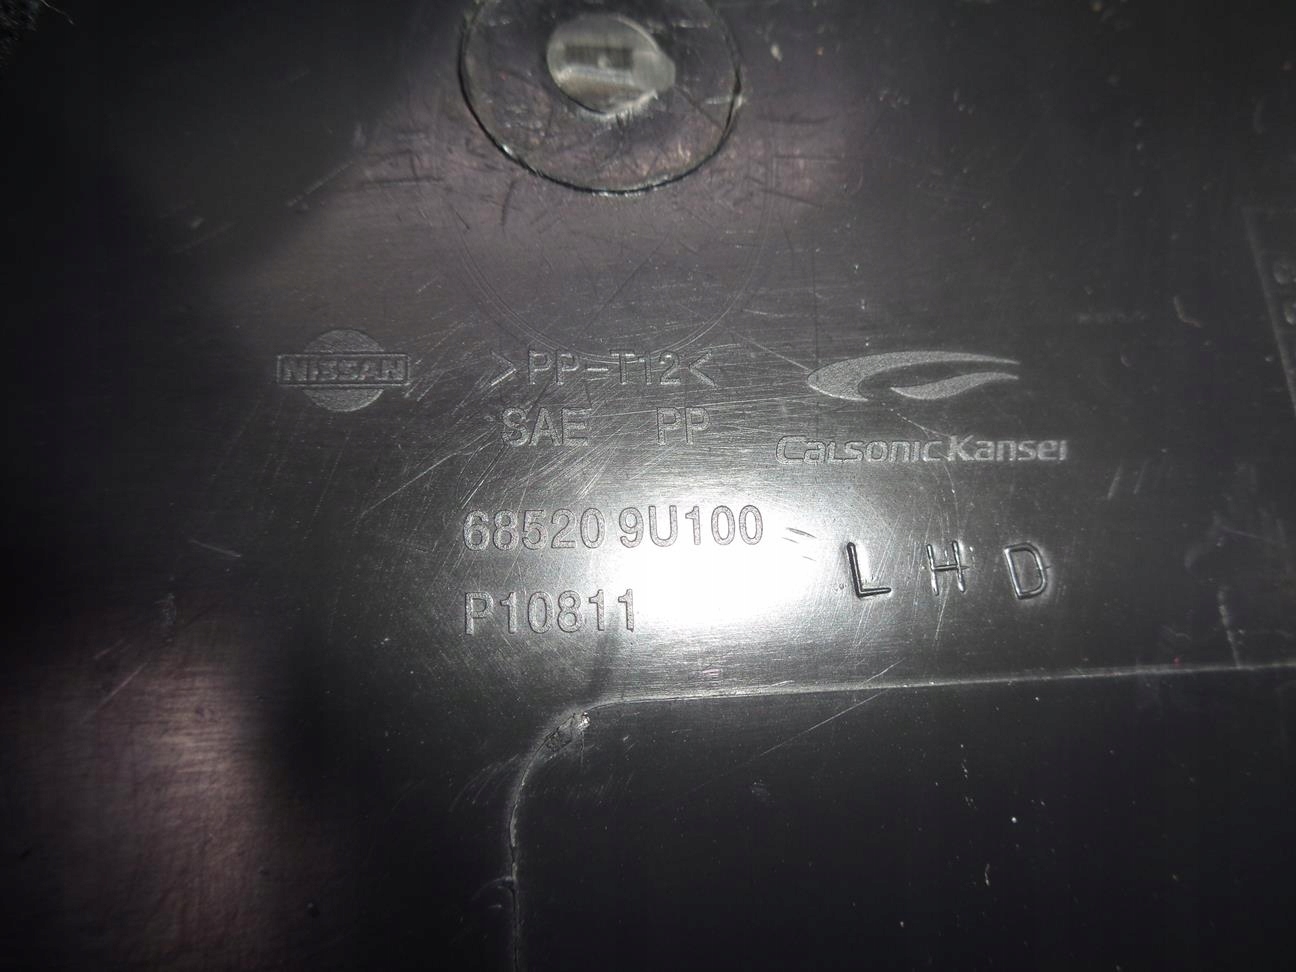 NISSAN
>PP-T12<
SAE PP
CalsonicKansei
68520 9U100
LHD
P10811